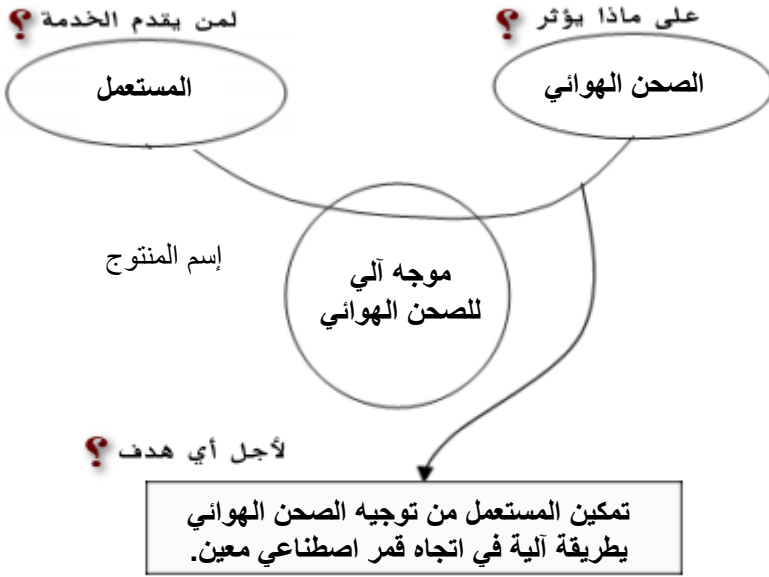 على ماذا يؤثر ؟
لمن يقدم الخدمة ؟
الصحن الهوائي
المستعمل
إسم المنتوج
موجه آلي
للصحن الهوائي
لأجل أي هدف ؟
تمكين المستعمل من توجيه الصحن الهوائي
يطريقة آلية في اتجاه قمر اصطناعي معين.